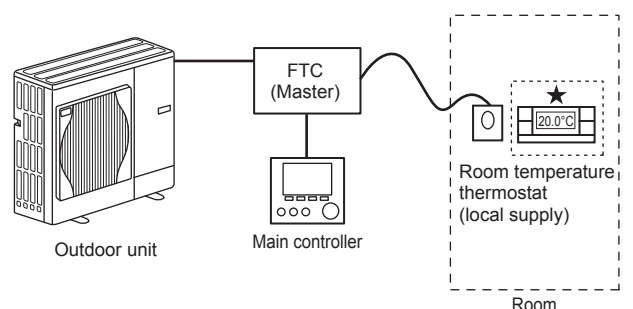 FTC
(Master)
★
20.0°C
Room temperature
thermostat
(local supply)
Outdoor unit
Main controller
Room